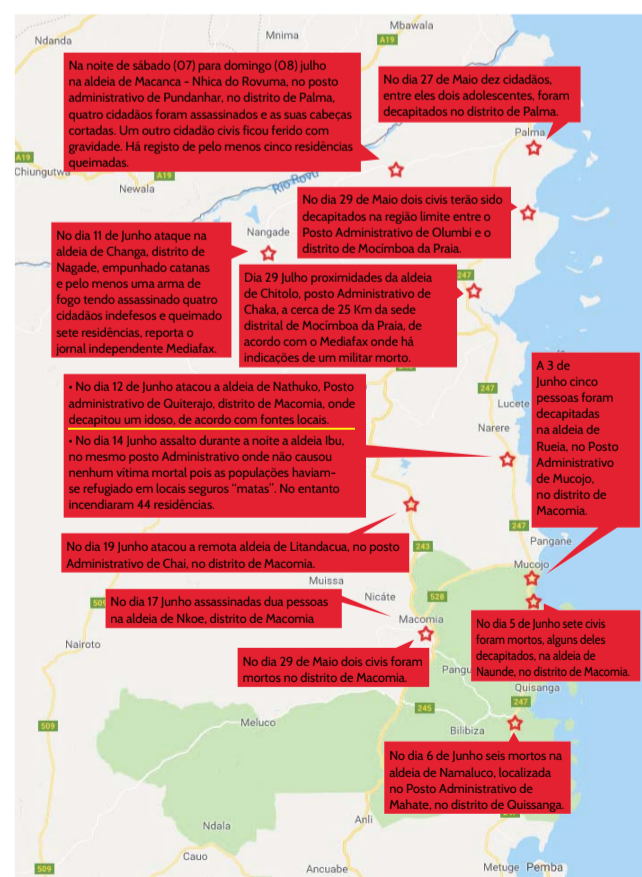 Mbawala
Mnima
Ndanda
A19
Na noite de sábado (07) para domingo (08) julho
na aldeia de Macanca - Nhica do Rovuma, no posto
administrativo de Pundanhar, no distrito de Palma,
quatro cidadãos foram assassinados e as suas cabeças
cortadas. Um outro cidadão civis ficou ferido com
gravidade. Há registo de pelo menos cinco residências
queimadas.
No dia 27 de Maio dez cidadãos,
entre eles dois adolescentes, foram
decapitados no distrito de Palma.
Palma
A19
Chiungutwa
A19
Newala
Rio Rovu
No dia 29 de Maio dois civis terão sido
decapitados na região limite entre o
Posto Administrativo de Olumbi e o
distrito de Mocímboa da Praia.
Nangade
No dia 11 de Junho ataque na
aldeia de Changa, distrito de
Nagade, empunhado catanas
e pelo menos uma arma de
fogo tendo assassinado quatro
cidadãos indefesos e queimado
sete residências, reporta o
jornal independente Mediafax.
Dia 29 Julho proximidades da aldeia
de Chitolo, posto Administrativo de
Chaka, a cerca de 25 Km da sede
distrital de Mocímboa da Praia, de
acordo com o Mediafax onde há
indicações de um militar morto.
247
A 3 de
Junho cinco
pessoas foram
decapitadas
na aldeia de
Rueia, no Posto
Administrativo
de Mucojo,
no distrito de
Macomia.
• No dia 12 de Junho atacou a aldeia de Nathuko, Posto
administrativo de Quiterajo, distrito de Macomia, onde
decapitou um idoso, de acordo com fontes locais.
• No dia 14 Junho assalto durante a noite a aldeia Ibu,
no mesmo posto Administrativo onde não causou
nenhum vítima mortal pois as populações haviam-
se refugiado em locais seguros "matas". No entanto
incendiaram 44 residências.
247
Lucete
Narere
247
Pangane
No dia 19 Junho atacou a remota aldeia de Litandacua, no posto
Administrativo de Chai, no distrito de Macomia.
243
Mucojo
Muissa
Nicáte
528
No dia 17 Junho assassinadas dua pessoas
na aldeia de Nkoe, distrito de Macomia
Macomia
No dia 5 de Junho sete civis
foram mortos, alguns deles
decapitados, na aldeia de
Naunde, no distrito de Macomia.
Nairoto
No dia 29 de Maio dois civis foram
mortos no distrito de Macomia.
Pangu
Quisanga
247
245
509
Meluco
Bilibiza
No dia 6 de Junho seis mortos na
aldeia de Namaluco, localizada
no Posto Administrativo de
Mahate, no distrito de Quissanga.
Anli
Ndala
Cauo
509
Ancuabe
Metuge
Pemba